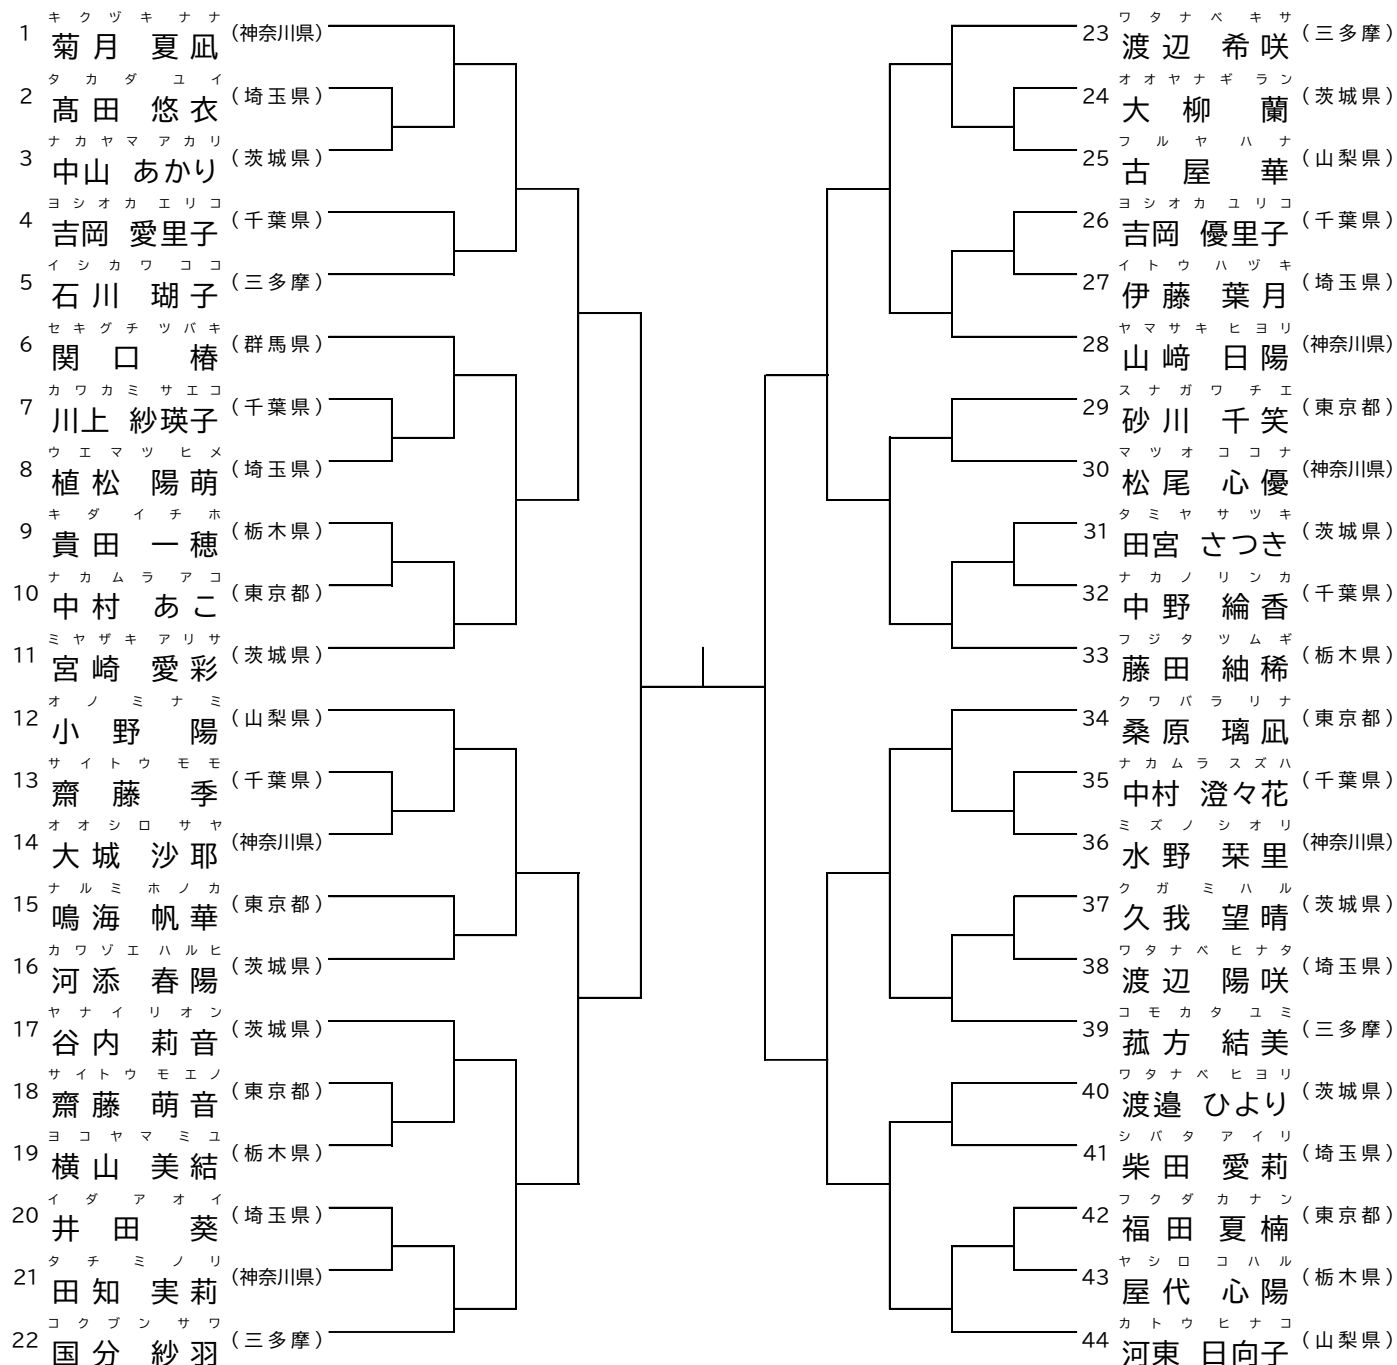 キクヅキ ナナ
1 菊月 夏凪 (神奈川県)
タカダ ユイ
2 髙田 悠衣 (埼玉県)
ナカヤマ アカリ
3 中山 あかり (茨城県)
ヨシオカ エリコ
4 吉岡 愛里子 (千葉県)
イシカワ ココ
5 石川 瑚子 (三多摩)
セキグチ ツバキ
6 関口 椿 (群馬県)
カワカミ サエコ
7 川上 紗瑛子 (千葉県)
ウエマツ ヒメ
8 植松 陽萌 (埼玉県)
キダ イチホ
9 貴田 一穂 (栃木県)
ナカムラ アコ
10 中村 あこ (東京都)
ミヤザキ アリサ
11 宮崎 愛彩 (茨城県)
オノ ミナミ
12 小野 陽 (山梨県)
サイトウ モモ
13 齋藤 季 (千葉県)
オオシロ サヤ
14 大城 沙耶 (神奈川県)
ナルミ ホノカ
15 鳴海 帆華 (東京都)
カワゾエ ハルヒ
16 河添 春陽 (茨城県)
ヤナイ リオン
17 谷内 莉音 (茨城県)
サイトウ モエノ
18 齋藤 萌音 (東京都)
ヨコヤマ ミユ
19 横山 美結 (栃木県)
イダ アオイ
20 井田 葵 (埼玉県)
タチ ミノリ
21 田知 実莉 (神奈川県)
コクブン サワ
22 国分 紗羽 (三多摩)
ワタナベ キサ
23 渡辺 希咲 (三多摩)
オオヤナギ ラン
24 大柳 蘭 (茨城県)
フルヤ ハナ
25 古屋 華 (山梨県)
ヨシオカ ユリコ
26 吉岡 優里子 (千葉県)
イトウ ハヅキ
27 伊藤 葉月 (埼玉県)
ヤマサキ ヒヨリ
28 山﨑 日陽 (神奈川県)
スナガワ チエ
29 砂川 千笑 (東京都)
マツオ ココナ
30 松尾 心優 (神奈川県)
タミヤ サツキ
31 田宮 さつき (茨城県)
ナカノ リンカ
32 中野 綸香 (千葉県)
フジタ ツムギ
33 藤田 紬稀 (栃木県)
クワバラ リナ
34 桑原 璃凪 (東京都)
ナカムラ スズハ
35 中村 澄々花 (千葉県)
ミズノ シオリ
36 水野 栞里 (神奈川県)
クガ ミハル
37 久我 望晴 (茨城県)
ワタナベ ヒナタ
38 渡辺 陽咲 (埼玉県)
コモカタ ユミ
39 菰方 結美 (三多摩)
ワタナベ ヒヨリ
40 渡邉 ひより (茨城県)
シバタ アイリ
41 柴田 愛莉 (埼玉県)
フクダ カナン
42 福田 夏楠 (東京都)
ヤシロ コハル
43 屋代 心陽 (栃木県)
カトウ ヒナコ
44 河東 日向子 (山梨県)